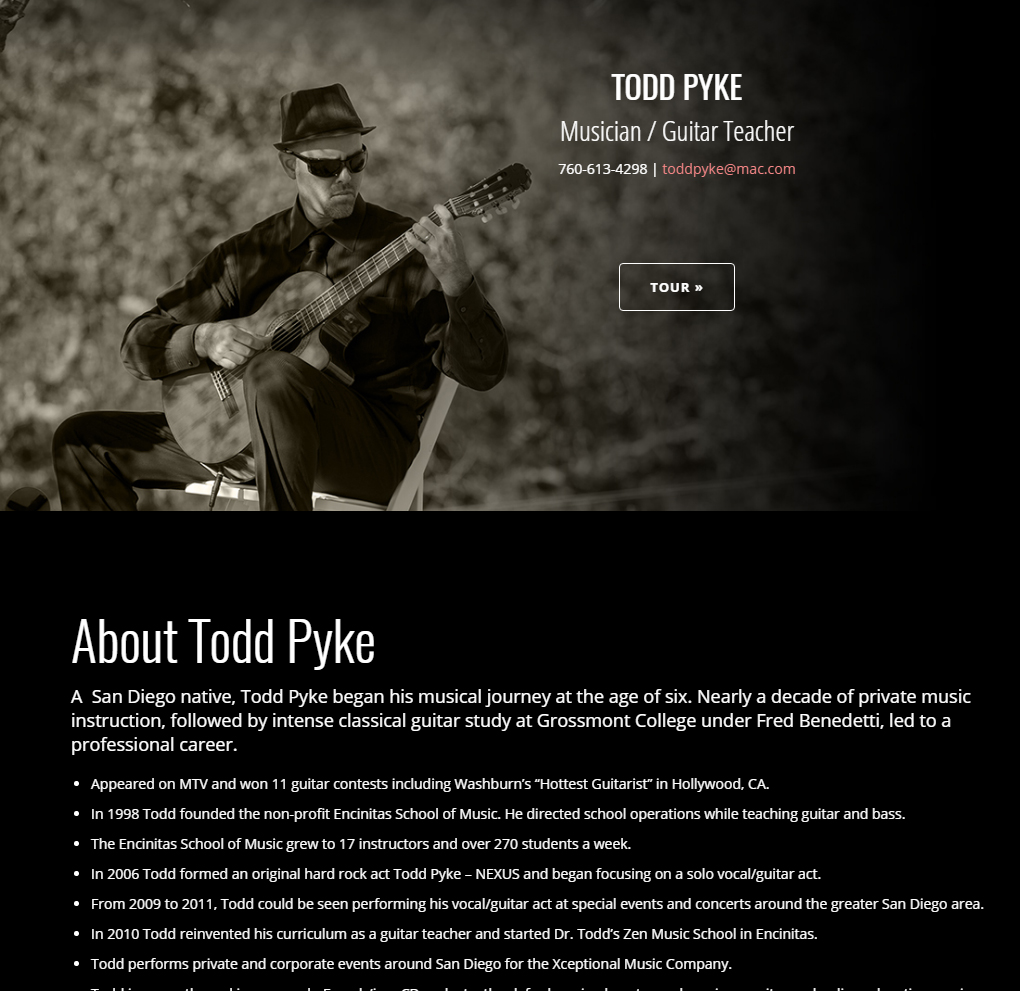 TODD PYKE
Musician / Guitar Teacher
760-613-4298 | toddpyke@mac.com
TOUR »
About Todd Pyke
A San Diego native, Todd Pyke began his musical journey at the age of six. Nearly a decade of private music
instruction, followed by intense classical guitar study at Grossmont College under Fred Benedetti, led to a
professional career.
• Appeared on MTV and won 11 guitar contests including Washburn’s “Hottest Guitarist” in Hollywood, CA.
• In 1998 Todd founded the non-profit Encinitas School of Music. He directed school operations while teaching guitar and bass.
• The Encinitas School of Music grew to 17 instructors and over 270 students a week.
• In 2006 Todd formed an original hard rock act Todd Pyke – NEXUS and began focusing on a solo vocal/guitar act.
• From 2009 to 2011, Todd could be seen performing his vocal/guitar act at special events and concerts around the greater San Diego area.
• In 2010 Todd reinvented his curriculum as a guitar teacher and started Dr. Todd’s Zen Music School in Encinitas.
• Todd performs private and corporate events around San Diego for the Xceptional Music Company.